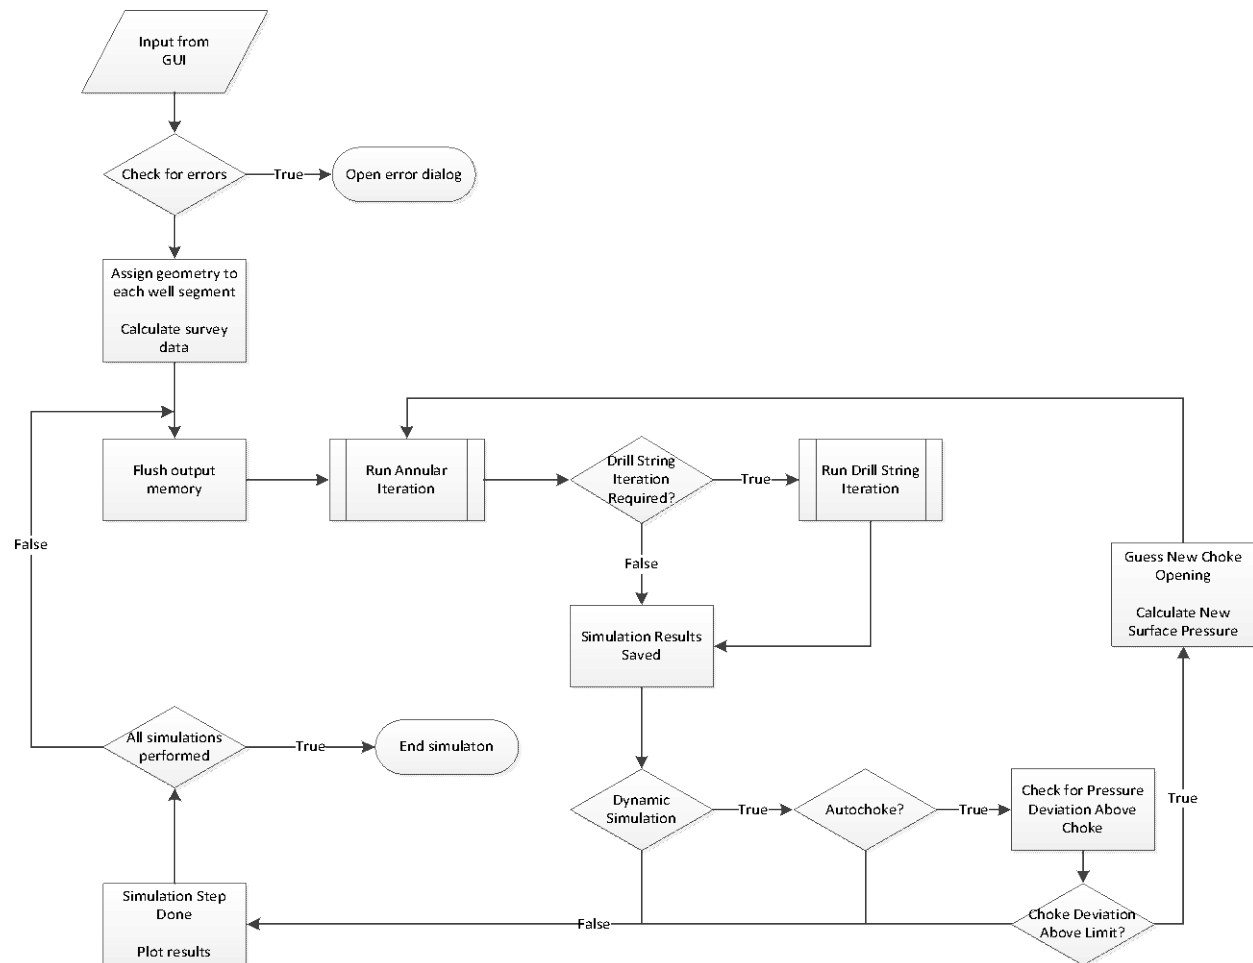 Input from
GUI
Check for errors
True
Open error dialog
Assign geometry to
each well segment
Calculate survey
data
Flush output
memory
Run Annular
Iteration
Drill String
Iteration
Required?
True
Run Drill String
Iteration
False
False
Guess New Choke
Opening
Calculate New
Surface Pressure
Simulation Results
Saved
All simulations
performed
True
End simulaton
Dynamic
Simulation
True
Autochoke?
True
Check for Pressure
Deviation Above
Choke
True
Simulation Step
Done
Plot results
False
Choke Deviation
Above Limit?